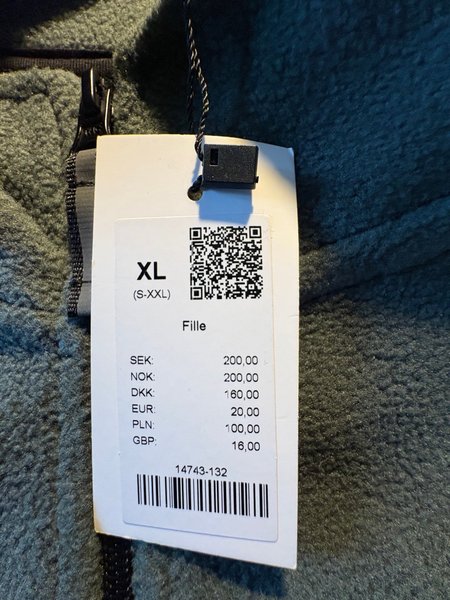 XL
(S-XXL)
Fille
SEK: 200,00
NOK: 200,00
DKK: 160,00
EUR: 20,00
PLN: 100,00
GBP: 16,00
14743-132